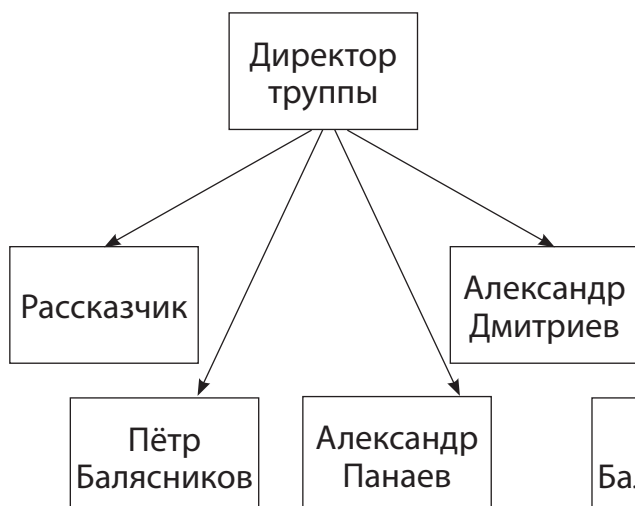 Директор
труппы
Рассказчик
Александр
Дмитриев
Пётр
Балясников
Александр
Панаев